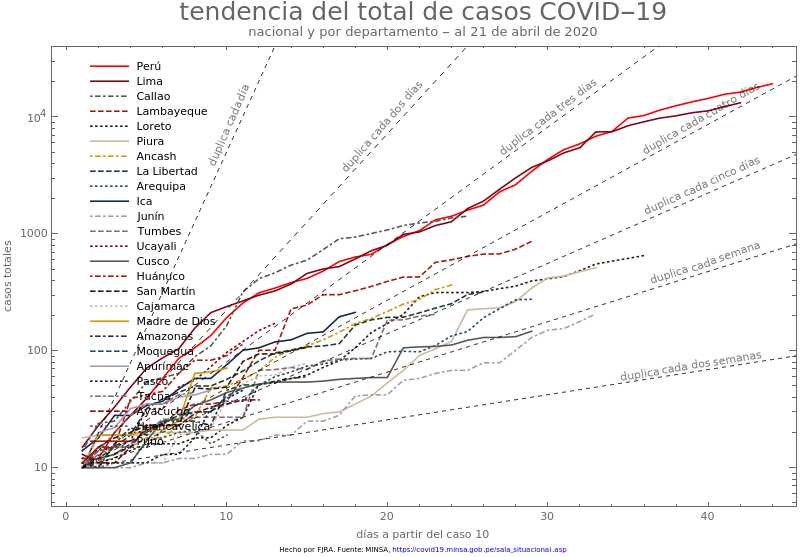 tendencia del total de casos COVID–19
nacional y por departamento – al 21 de abril de 2020
casos totales
10⁴
1000
100
10
Perú
Lima
Callao
Lambayeque
Loreto
Piura
Ancash
La Libertad
Arequipa
Ica
Junín
Tumbes
Ucayali
Cusco
Huánuco
San Martín
Cajamarca
Madre de Dios
Amazonas
Moquegua
Apurímac
Pasco
Tacna
Ayacucho
Huancavelica
Puno
duplica cada día
duplica cada dos días
duplica cada tres días
duplica cada cuatro días
duplica cada cinco días
duplica cada semana
duplica cada dos semanas
0 10 20 30 40
días a partir del caso 10
Hecho por FJRA. Fuente: MINSA, https://covid19.minsa.gob.pe/sala_situacional.asp